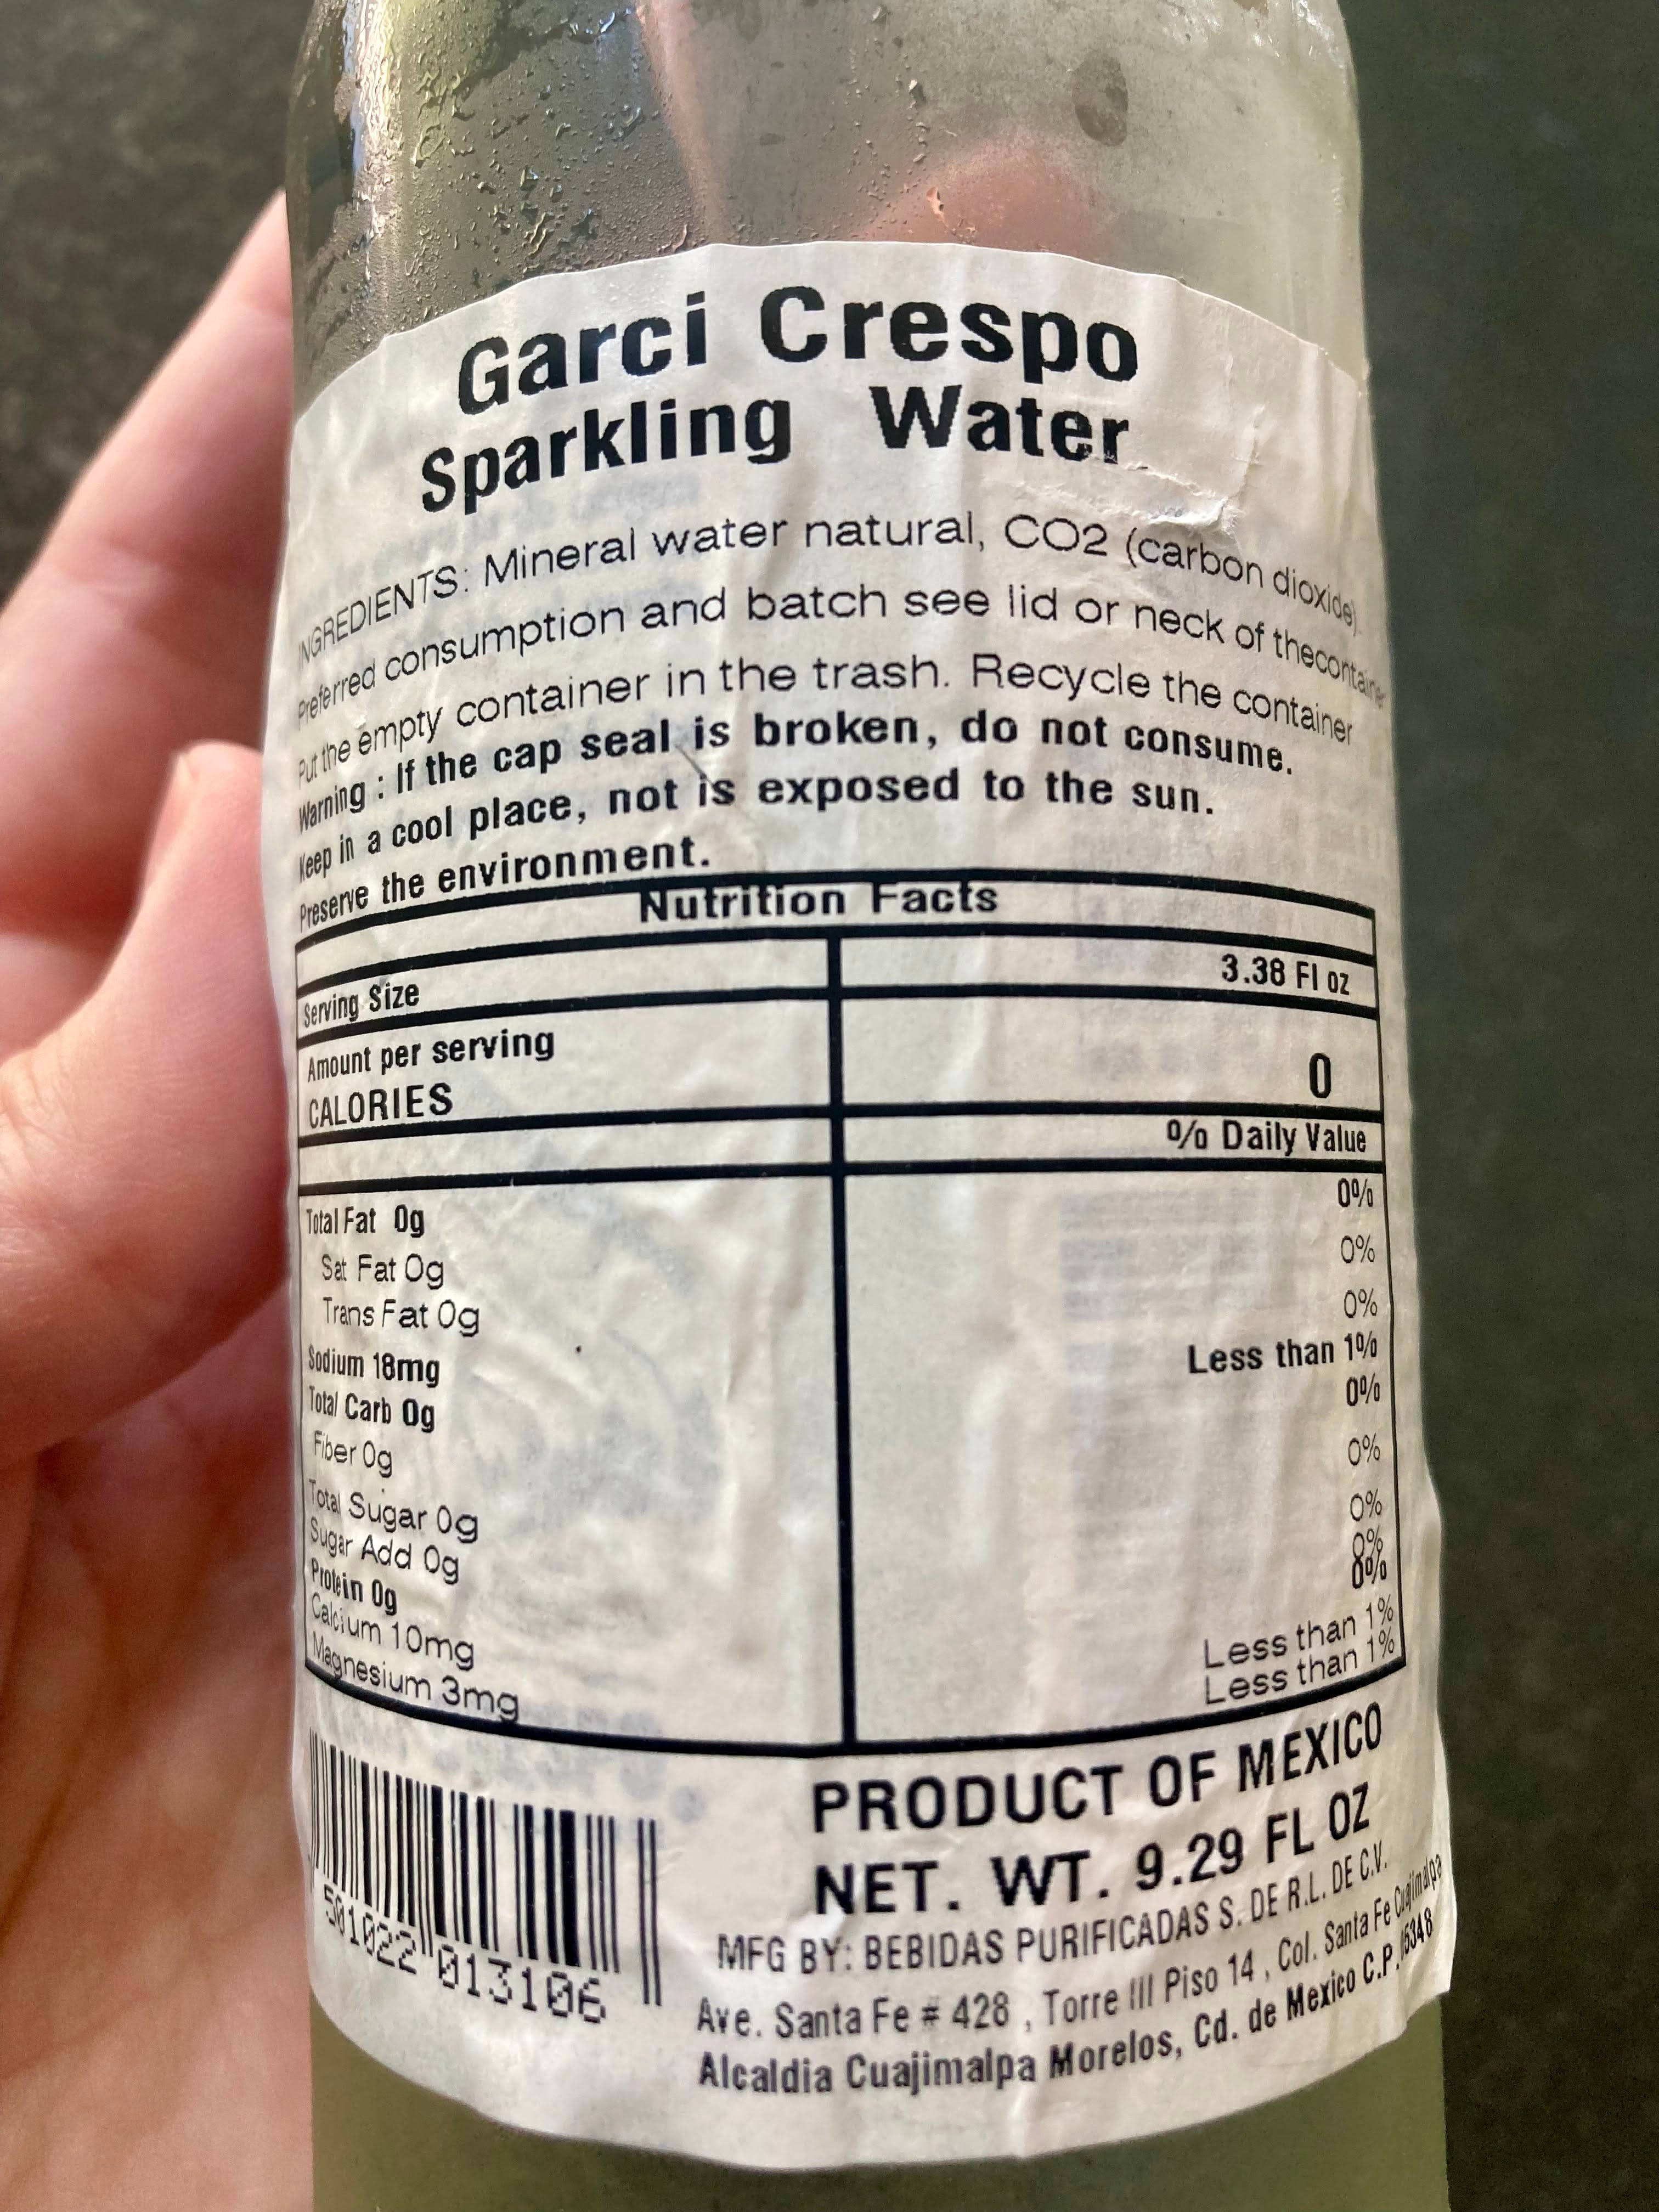 Garci Crespo
Sparkling Water
INGREDIENTS: Mineral water natural, CO2 (carbon dioxide).
Preferred consumption and batch see lid or neck of thecontainer
Put the empty container in the trash. Recycle the container
Warning : If the cap seal is broken, do not consume.
Keep in a cool place, not is exposed to the sun.
Preserve the environment.
Nutrition Facts
Serving Size 3.38 Fl oz
Amount per serving
CALORIES 0
% Daily Value
Total Fat 0g 0%
Sat Fat 0g 0%
Trans Fat 0g 0%
Sodium 18mg Less than 1%
Total Carb 0g 0%
Fiber 0g 0%
Total Sugar 0g 0%
Sugar Add 0g 0%
Protein 0g 0%
Calcium 10mg Less than 1%
Magnesium 3mg Less than 1%
501022 013106
PRODUCT OF MEXICO
NET. WT. 9.29 FL OZ
MFG BY: BEBIDAS PURIFICADAS S. DE R.L. DE C.V.
Ave. Santa Fe # 428 , Torre III Piso 14 , Col. Santa Fe Cuajimalpa
Alcaldia Cuajimalpa Morelos, Cd. de Mexico C.P. 05348